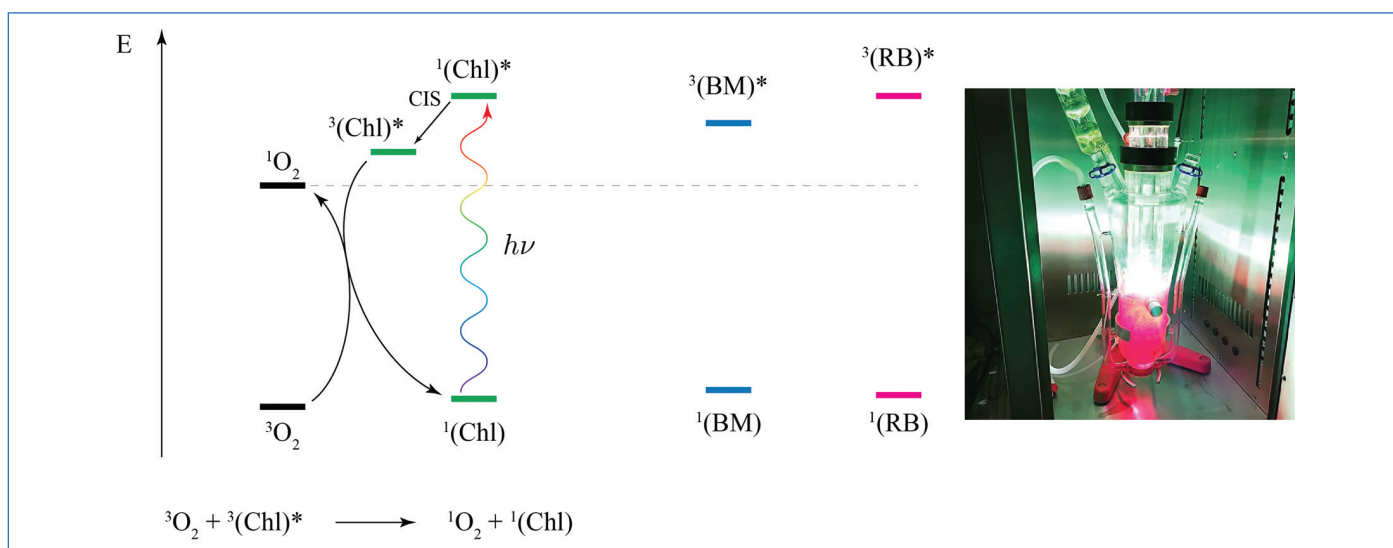 E
¹(Chl)*
CIS
³(Chl)*
¹O₂
³(BM)*
³(RB)*
hν
³O₂
¹(Chl)
¹(BM)
¹(RB)
³O₂ + ³(Chl)* ⟶ ¹O₂ + ¹(Chl)